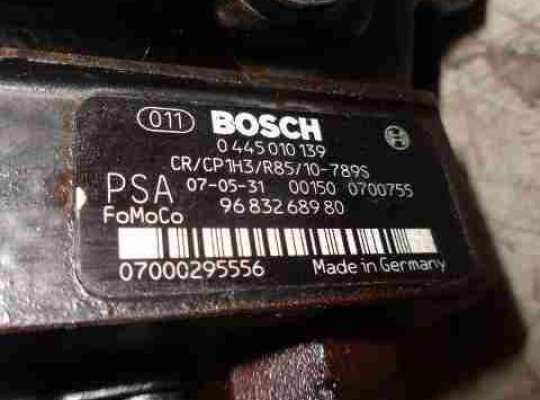 011 BOSCH
0 445 010 139
CR/CP1H3/R85/10-789S
PSA 07-05-31 00150 0700755
FoMoCo 96 832 689 80
07000295556 Made in Germany